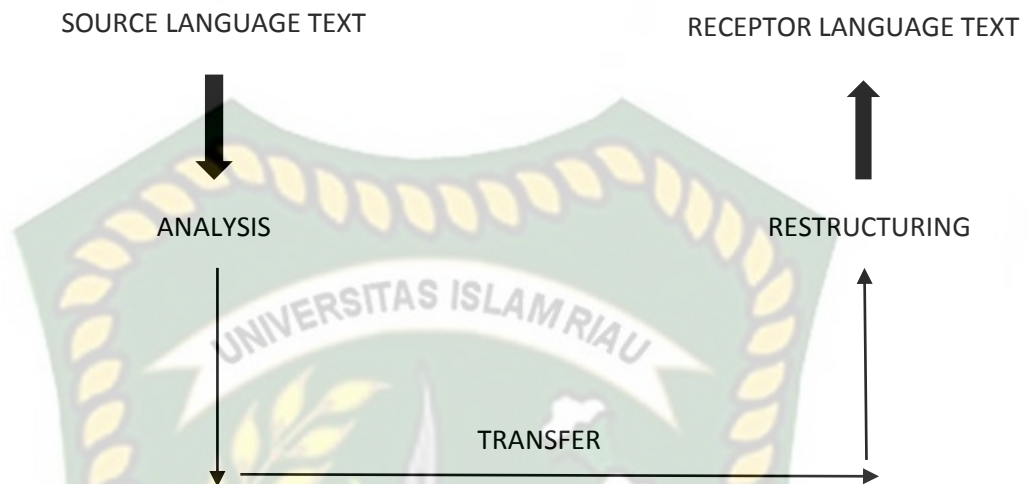 SOURCE LANGUAGE TEXT
RECEPTOR LANGUAGE TEXT
ANALYSIS
RESTRUCTURING
UNIVERSITAS ISLAM RIAU
TRANSFER